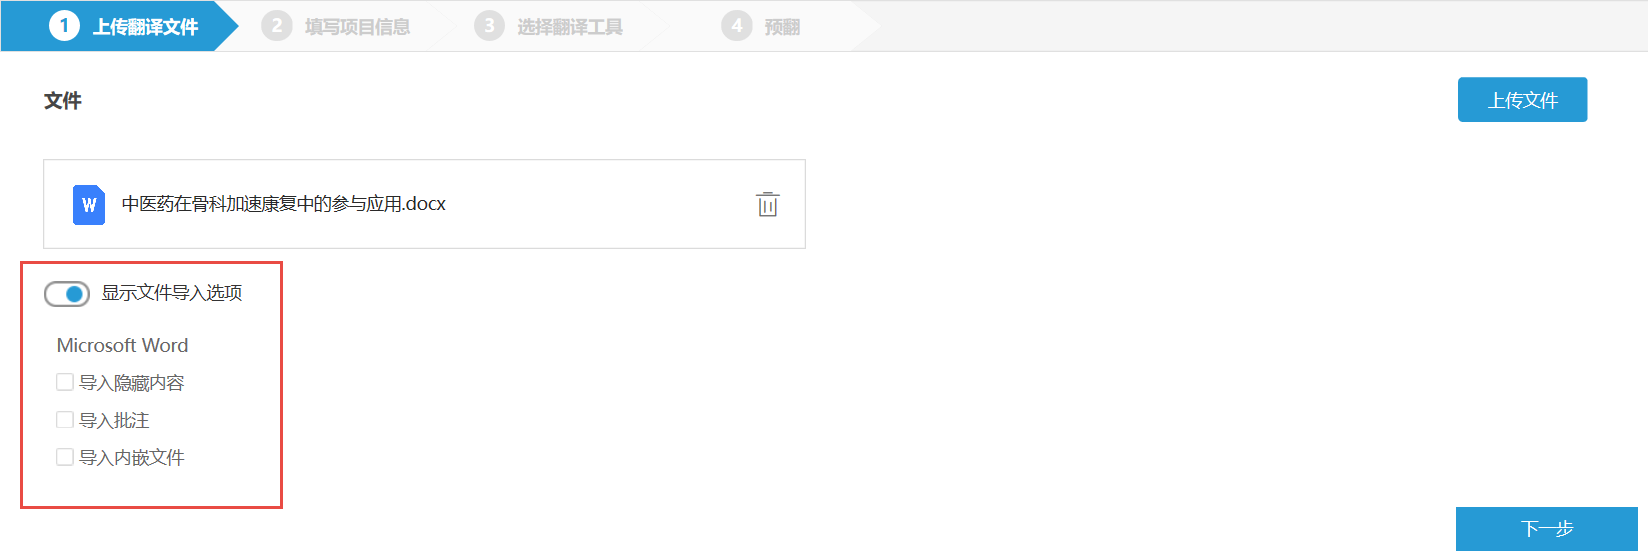 1 上传翻译文件 2 填写项目信息 3 选择翻译工具 4 预翻
文件 上传文件
W 中医药在骨科加速康复中的参与应用.docx
显示文件导入选项
Microsoft Word
导入隐藏内容
导入批注
导入内嵌文件
下一步